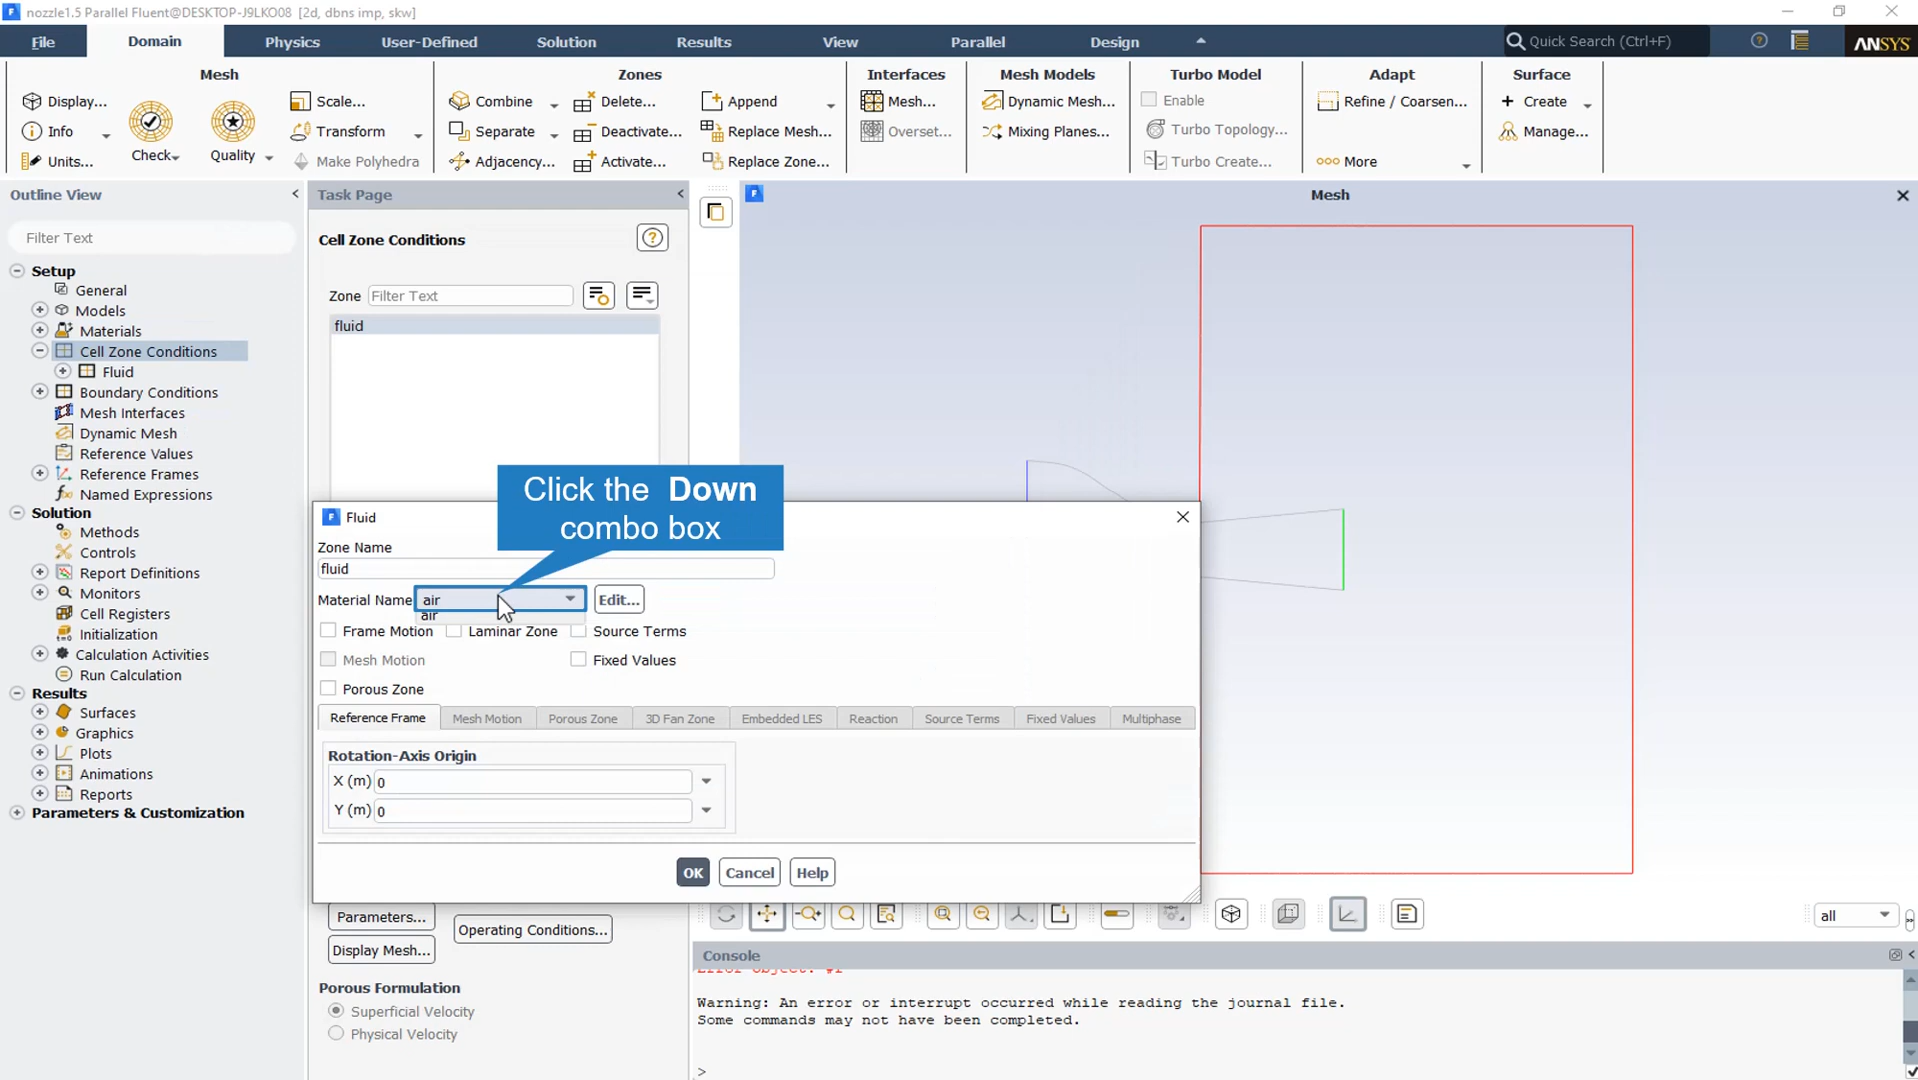 nozzle1.5 Parallel Fluent@DESKTOP-J9LKO08 [2d, dbns imp, skw]
File Domain Physics User-Defined Solution Results View Parallel Design Quick Search (Ctrl+F) ANSYS
Mesh Zones Interfaces Mesh Models Turbo Model Adapt Surface
Display... Scale... Combine Delete... Append Mesh... Dynamic Mesh... Enable Refine / Coarsen... Create
Info Transform Separate Deactivate... Replace Mesh... Overset... Mixing Planes... Turbo Topology... Manage...
Units... Check Quality Make Polyhedra Adjacency... Activate... Replace Zone... Turbo Create... More
Outline View
Filter Text
Setup
General
Models
Materials
Cell Zone Conditions
Fluid
Boundary Conditions
Mesh Interfaces
Dynamic Mesh
Reference Values
Reference Frames
Named Expressions
Solution
Methods
Controls
Report Definitions
Monitors
Cell Registers
Initialization
Calculation Activities
Run Calculation
Results
Surfaces
Graphics
Plots
Animations
Reports
Parameters & Customization
Task Page
Cell Zone Conditions
Zone Filter Text
fluid
Click the Down
combo box
Fluid
Zone Name
fluid
Material Name air Edit...
air
Frame Motion Laminar Zone Source Terms
Mesh Motion Fixed Values
Porous Zone
Reference Frame Mesh Motion Porous Zone 3D Fan Zone Embedded LES Reaction Source Terms Fixed Values Multiphase
Rotation-Axis Origin
X (m) 0
Y (m) 0
OK Cancel Help
Parameters... Operating Conditions...
Display Mesh...
Porous Formulation
Superficial Velocity
Physical Velocity
Mesh
all
Console
Warning: An error or interrupt occurred while reading the journal file.
Some commands may not have been completed.
>